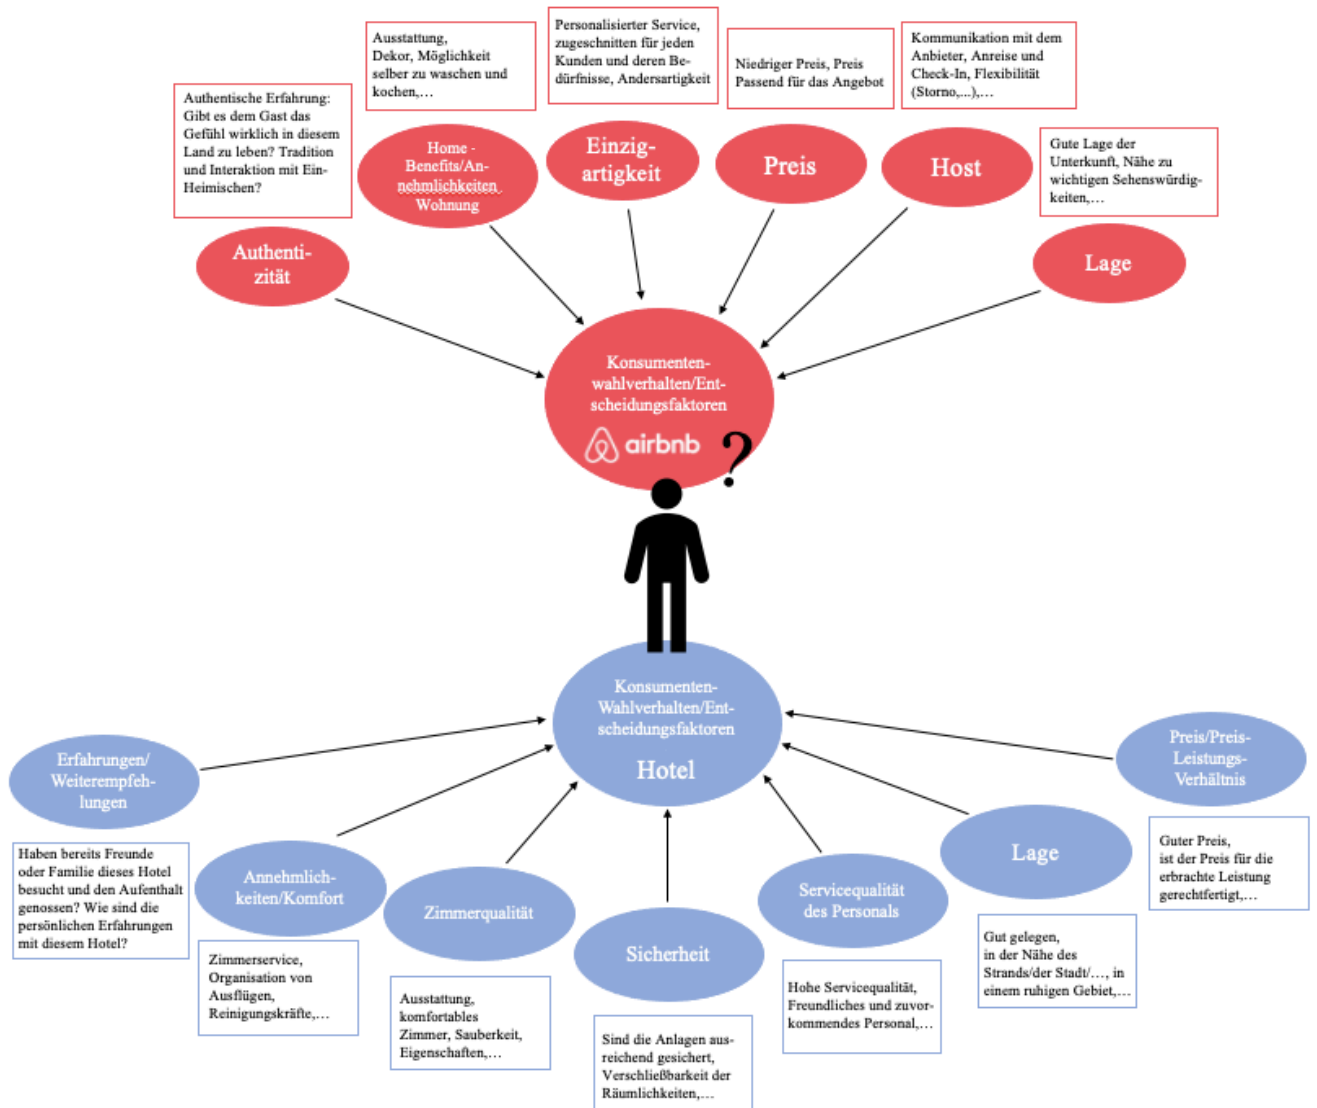 Authentische Erfahrung:
Gibt es dem Gast das
Gefühl wirklich in diesem
Land zu leben? Tradition
und Interaktion mit Ein-
Heimischen?
Authenti-
zität
Ausstattung,
Dekor, Möglichkeit
selber zu waschen und
kochen,…
Home -
Benefits/An-
nehmlichkeiten
Wohnung
Personalisierter Service,
zugeschnitten für jeden
Kunden und deren Be-
dürfnisse, Andersartigkeit
Einzig-
artigkeit
Niedriger Preis, Preis
Passend für das Angebot
Preis
Kommunikation mit dem
Anbieter, Anreise und
Check-In, Flexibilität
(Storno,...),…
Host
Gute Lage der
Unterkunft, Nähe zu
wichtigen Sehenswürdig-
keiten,…
Lage
Konsumenten-
wahlverhalten/Ent-
scheidungsfaktoren
airbnb
?
Konsumenten-
Wahlverhalten/Ent-
scheidungsfaktoren
Hotel
Erfahrungen/
Weiterempfeh-
lungen
Haben bereits Freunde
oder Familie dieses Hotel
besucht und den Aufenthalt
genossen? Wie sind die
persönlichen Erfahrungen
mit diesem Hotel?
Annehmlich-
keiten/Komfort
Zimmerservice,
Organisation von
Ausflügen,
Reinigungskräfte,…
Zimmerqualität
Ausstattung,
komfortables
Zimmer, Sauberkeit,
Eigenschaften,…
Sicherheit
Sind die Anlagen aus-
reichend gesichert,
Verschließbarkeit der
Räumlichkeiten,…
Servicequalität
des Personals
Hohe Servicequalität,
Freundliches und zuvor-
kommendes Personal,…
Lage
Gut gelegen,
in der Nähe des
Strands/der Stadt/…, in
einem ruhigen Gebiet,…
Preis/Preis-
Leistungs-
Verhältnis
Guter Preis,
ist der Preis für die
erbrachte Leistung
gerechtfertigt,…